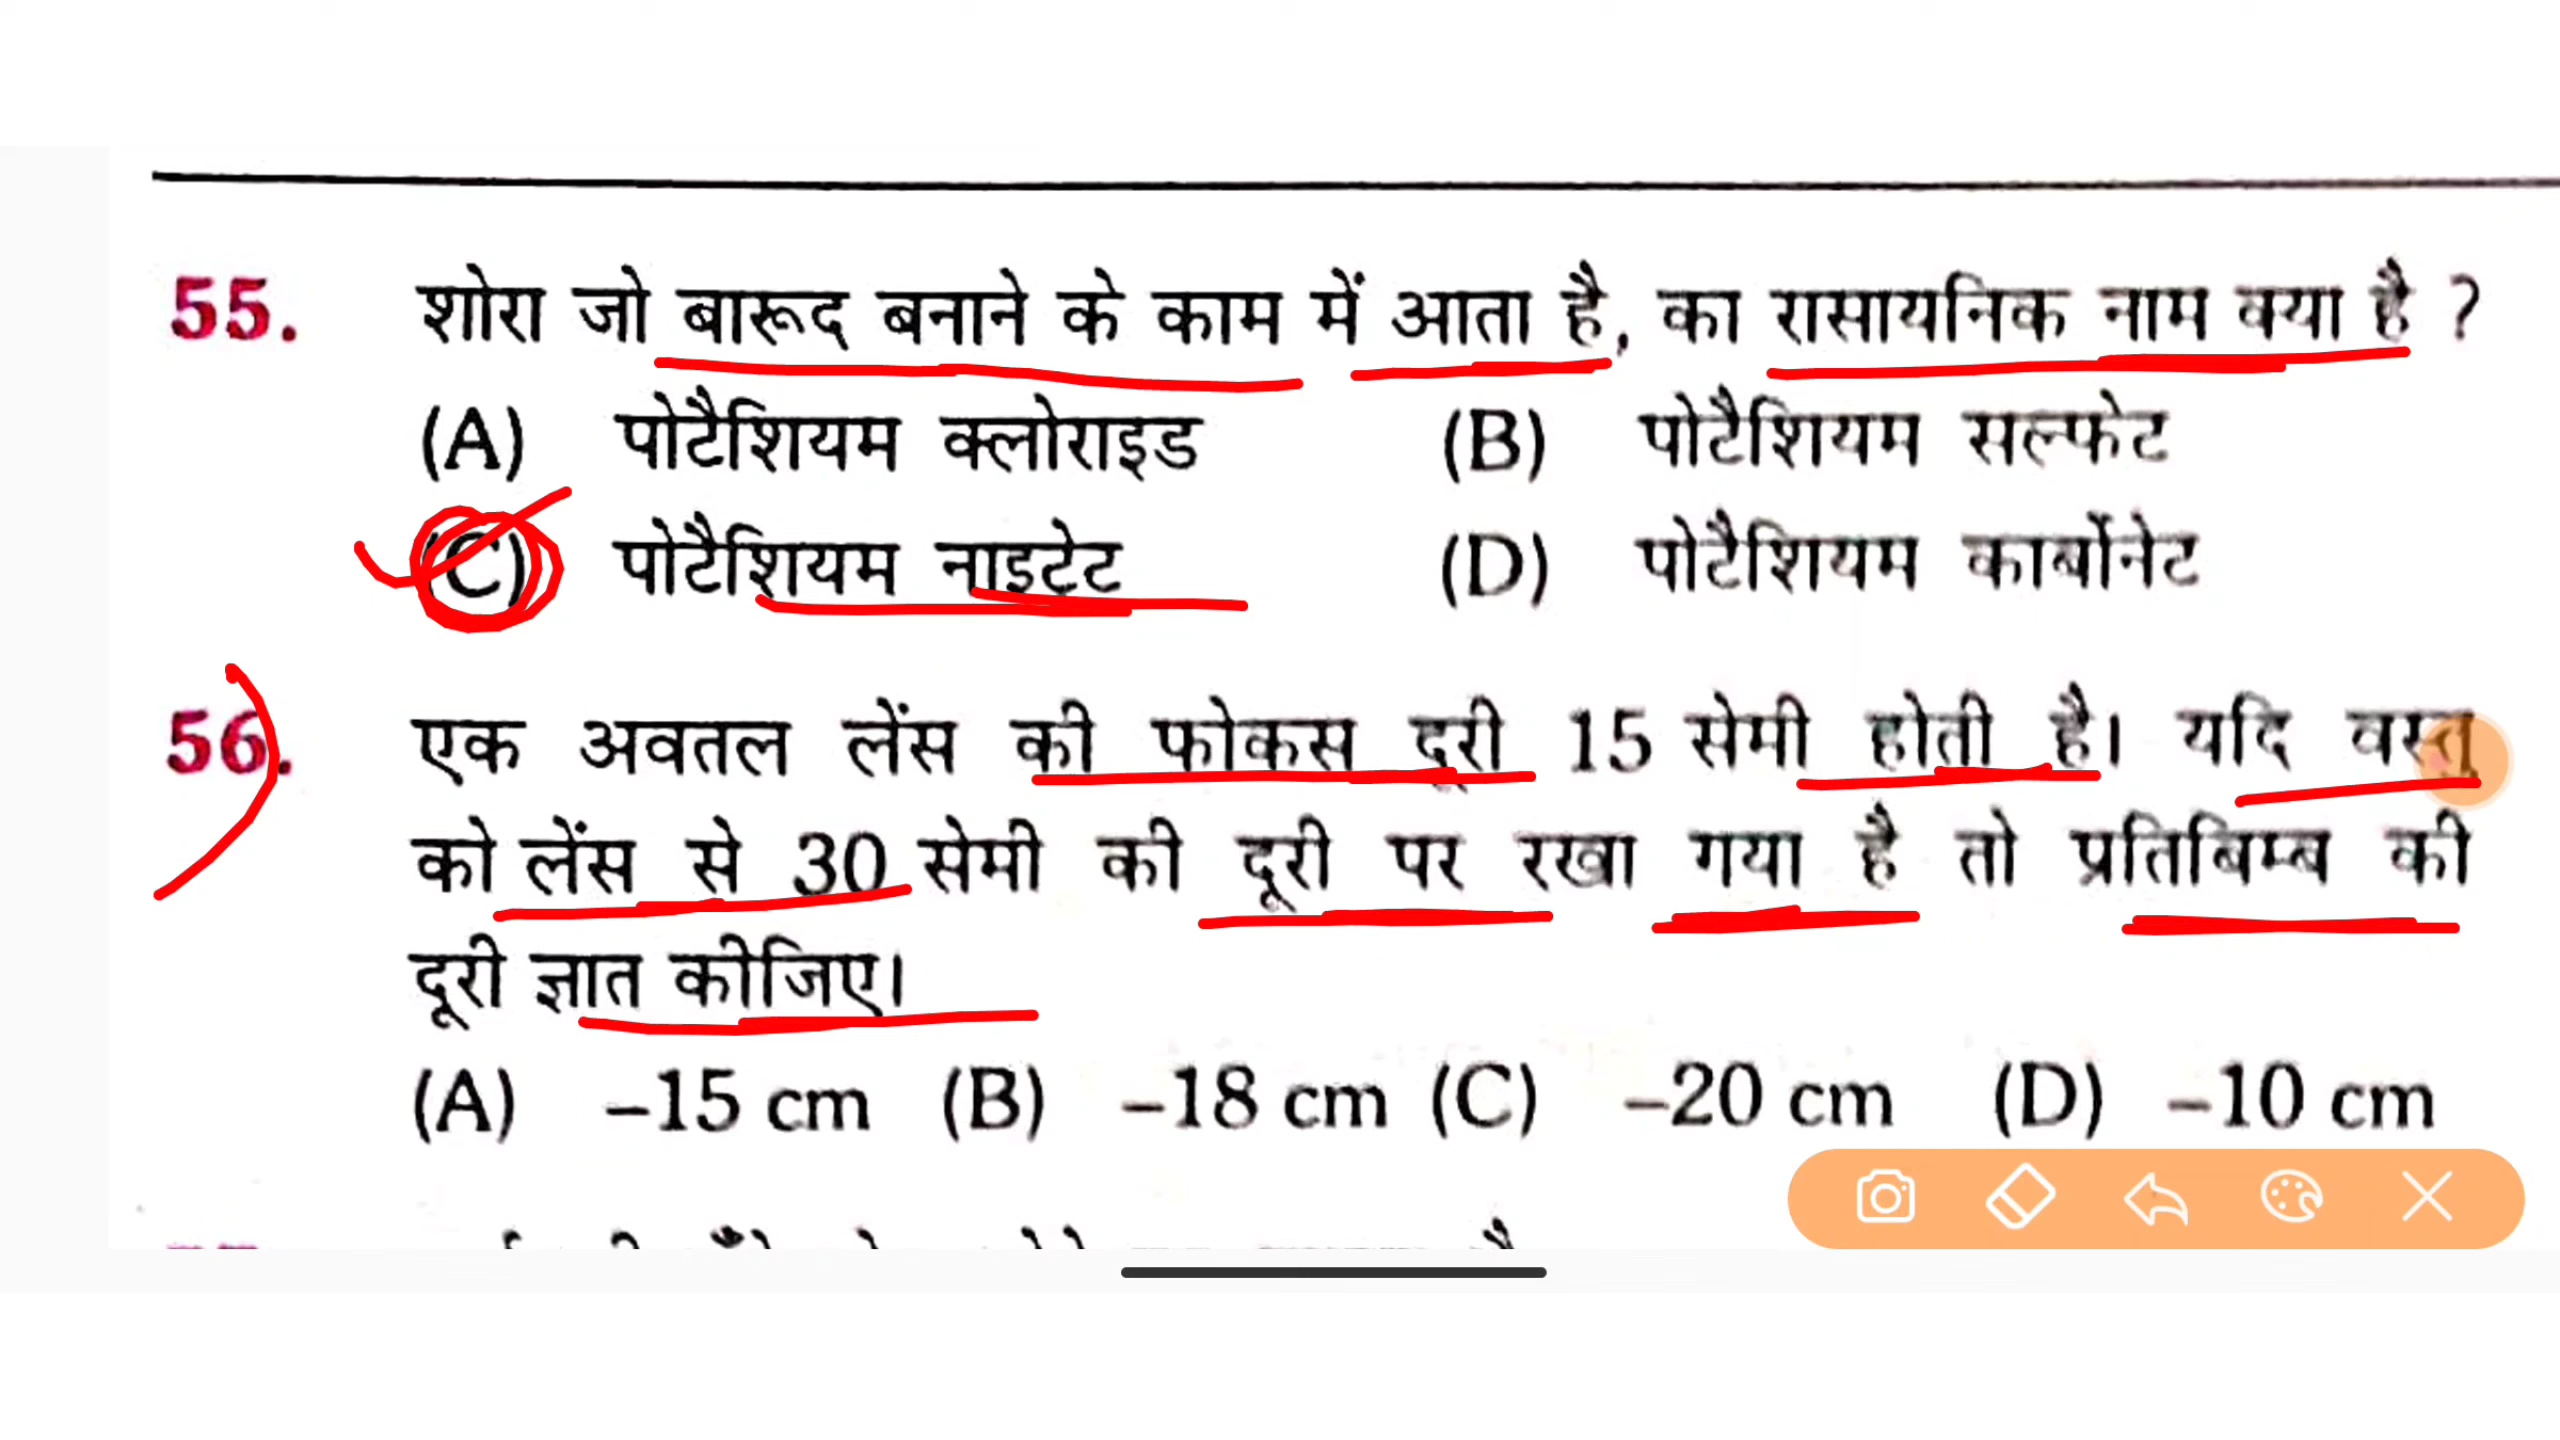 55. शोरा जो बारूद बनाने के काम में आता है, का रासायनिक नाम क्या है ?
(A) पोटैशियम क्लोराइड (B) पोटैशियम सल्फेट
(C) पोटैशियम नाइटेट (D) पोटैशियम कार्बोनेट
56. एक अवतल लेंस की फोकस दूरी 15 सेमी होती है। यदि वस्तु
को लेंस से 30 सेमी की दूरी पर रखा गया है तो प्रतिबिम्ब की
दूरी ज्ञात कीजिए।
(A) –15 cm (B) –18 cm (C) –20 cm (D) –10 cm